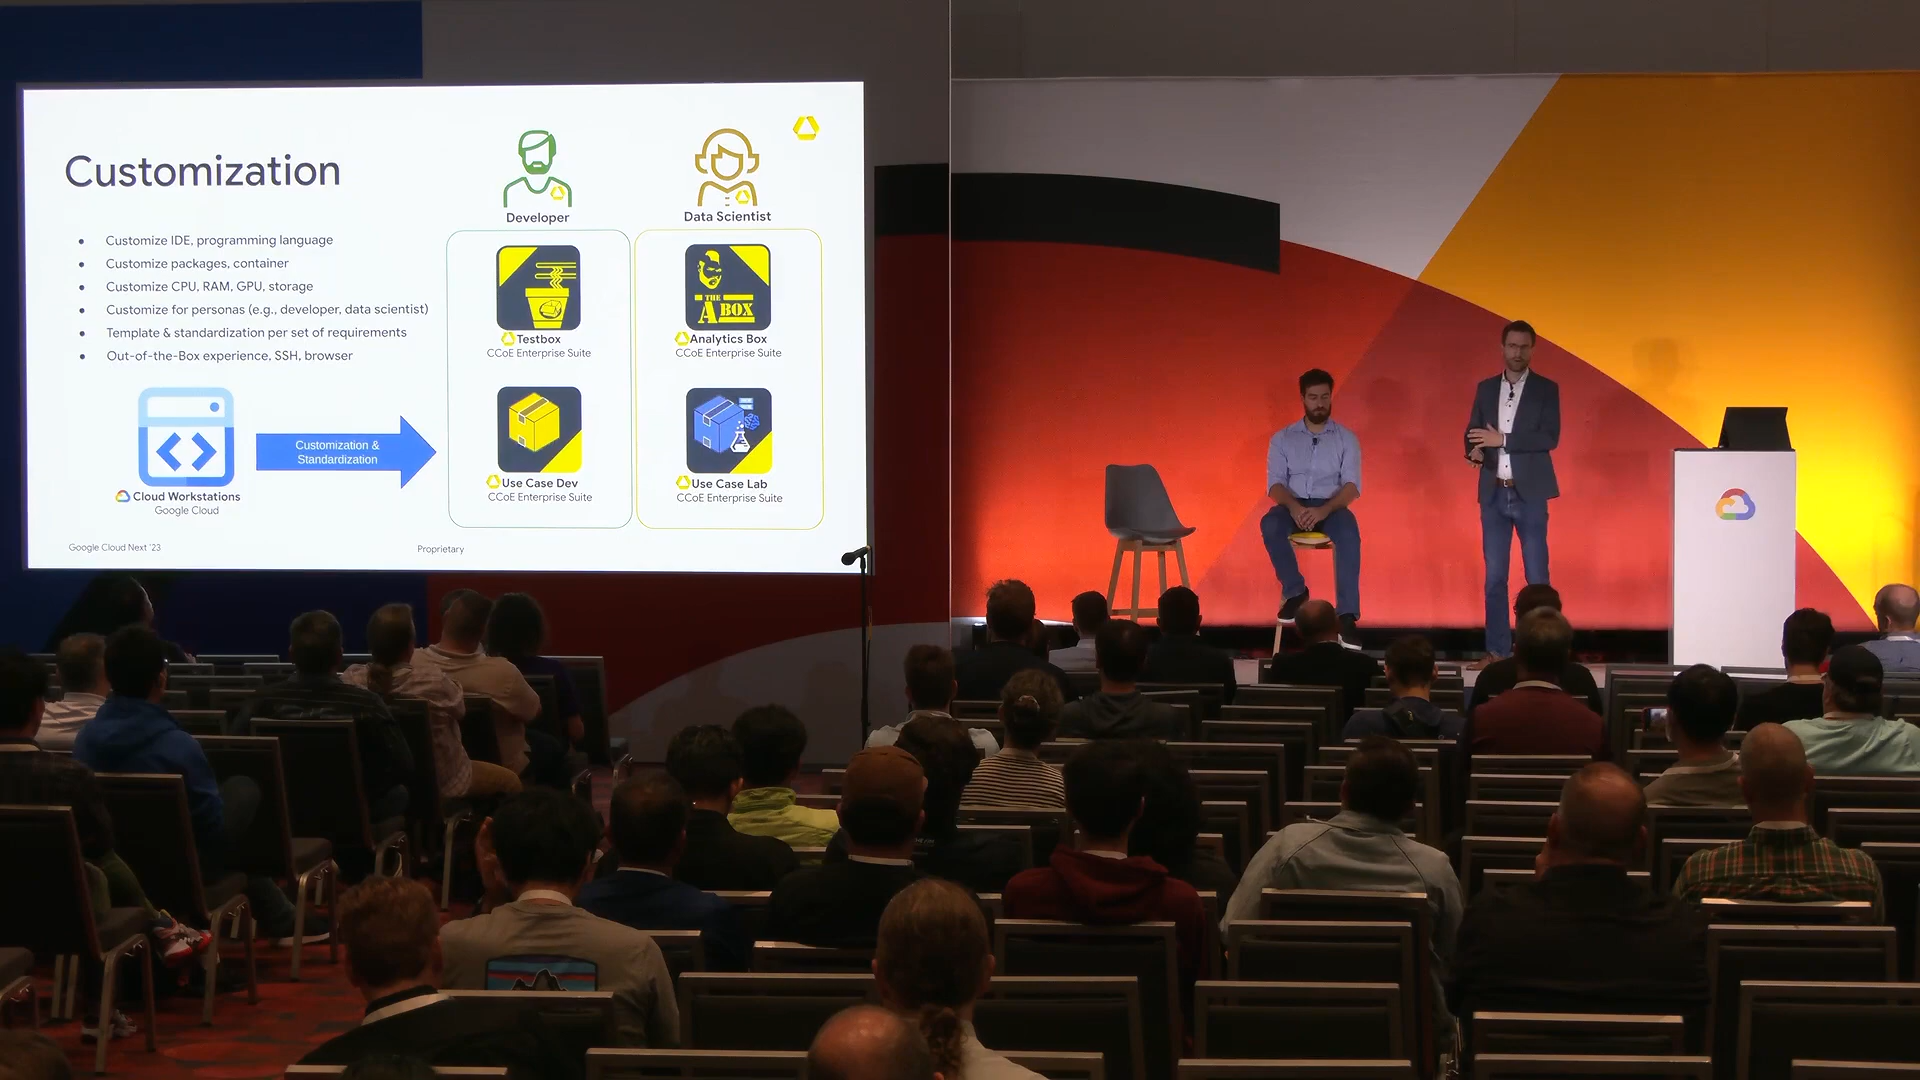 Customization
Customize IDE, programming language
Customize packages, container
Customize CPU, RAM, GPU, storage
Customize for personas (e.g., developer, data scientist)
Template & standardization per set of requirements
Out-of-the-Box experience, SSH, browser
Cloud Workstations
Google Cloud
Customization &
Standardization
Developer
Testbox
CCoE Enterprise Suite
Use Case Dev
CCoE Enterprise Suite
Data Scientist
THE
A BOX
Analytics Box
CCoE Enterprise Suite
Use Case Lab
CCoE Enterprise Suite
Google Cloud Next '23
Proprietary